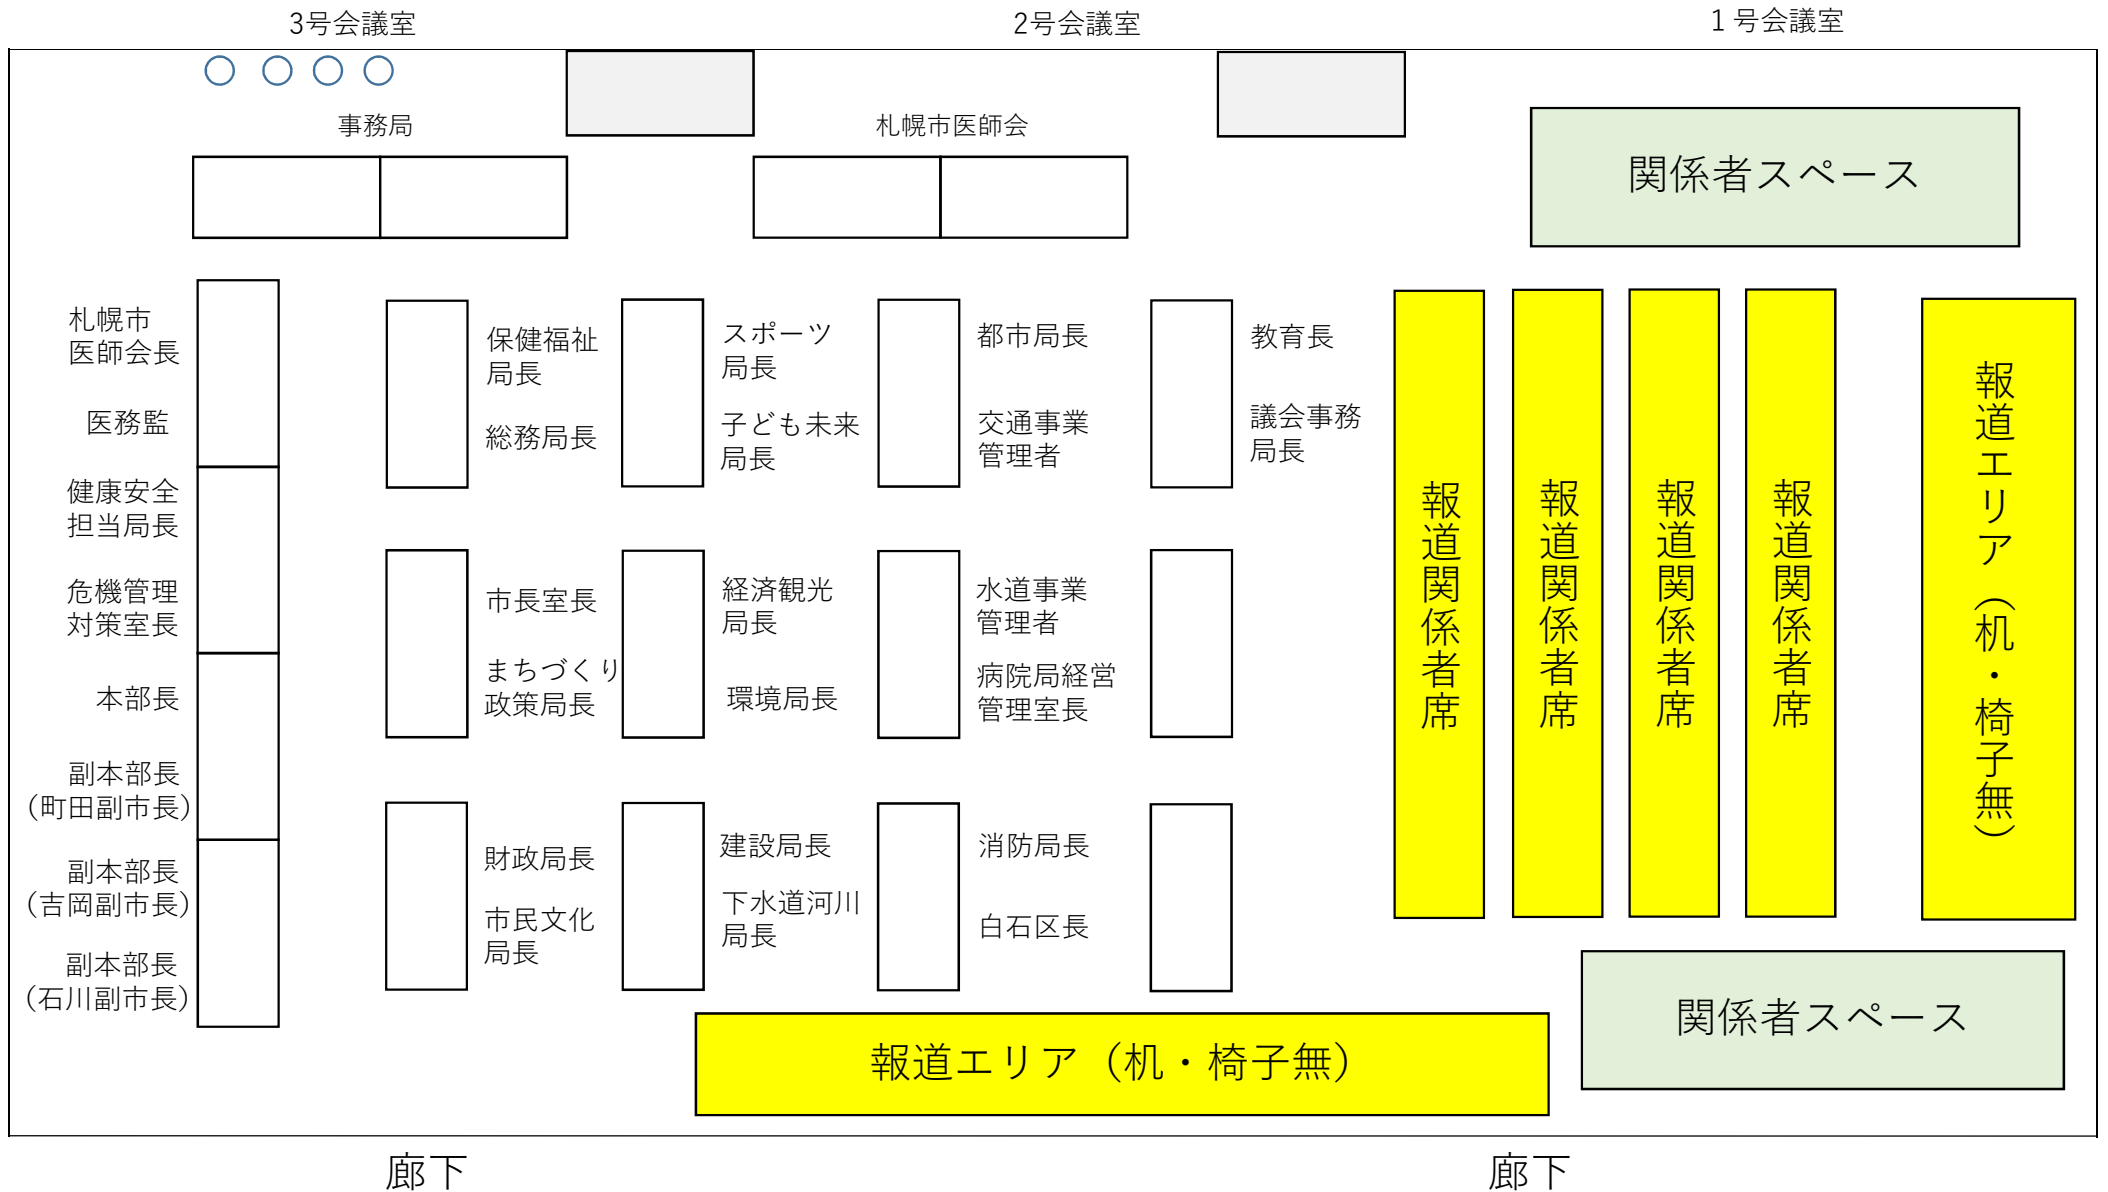 3号会議室
2号会議室
１号会議室
事務局
札幌市医師会
関係者スペース
札幌市
医師会長
医務監
健康安全
担当局長
危機管理
対策室長
本部長
副本部長
（町田副市長）
副本部長
（吉岡副市長）
副本部長
（石川副市長）
保健福祉
局長
総務局長
市長室長
まちづくり
政策局長
財政局長
市民文化
局長
スポーツ
局長
子ども未来
局長
経済観光
局長
環境局長
建設局長
下水道河川
局長
都市局長
交通事業
管理者
水道事業
管理者
病院局経営
管理室長
消防局長
白石区長
教育長
議会事務
局長
報道関係者席
報道関係者席
報道関係者席
報道関係者席
報道エリア（机・椅子無）
報道エリア（机・椅子無）
関係者スペース
廊下
廊下